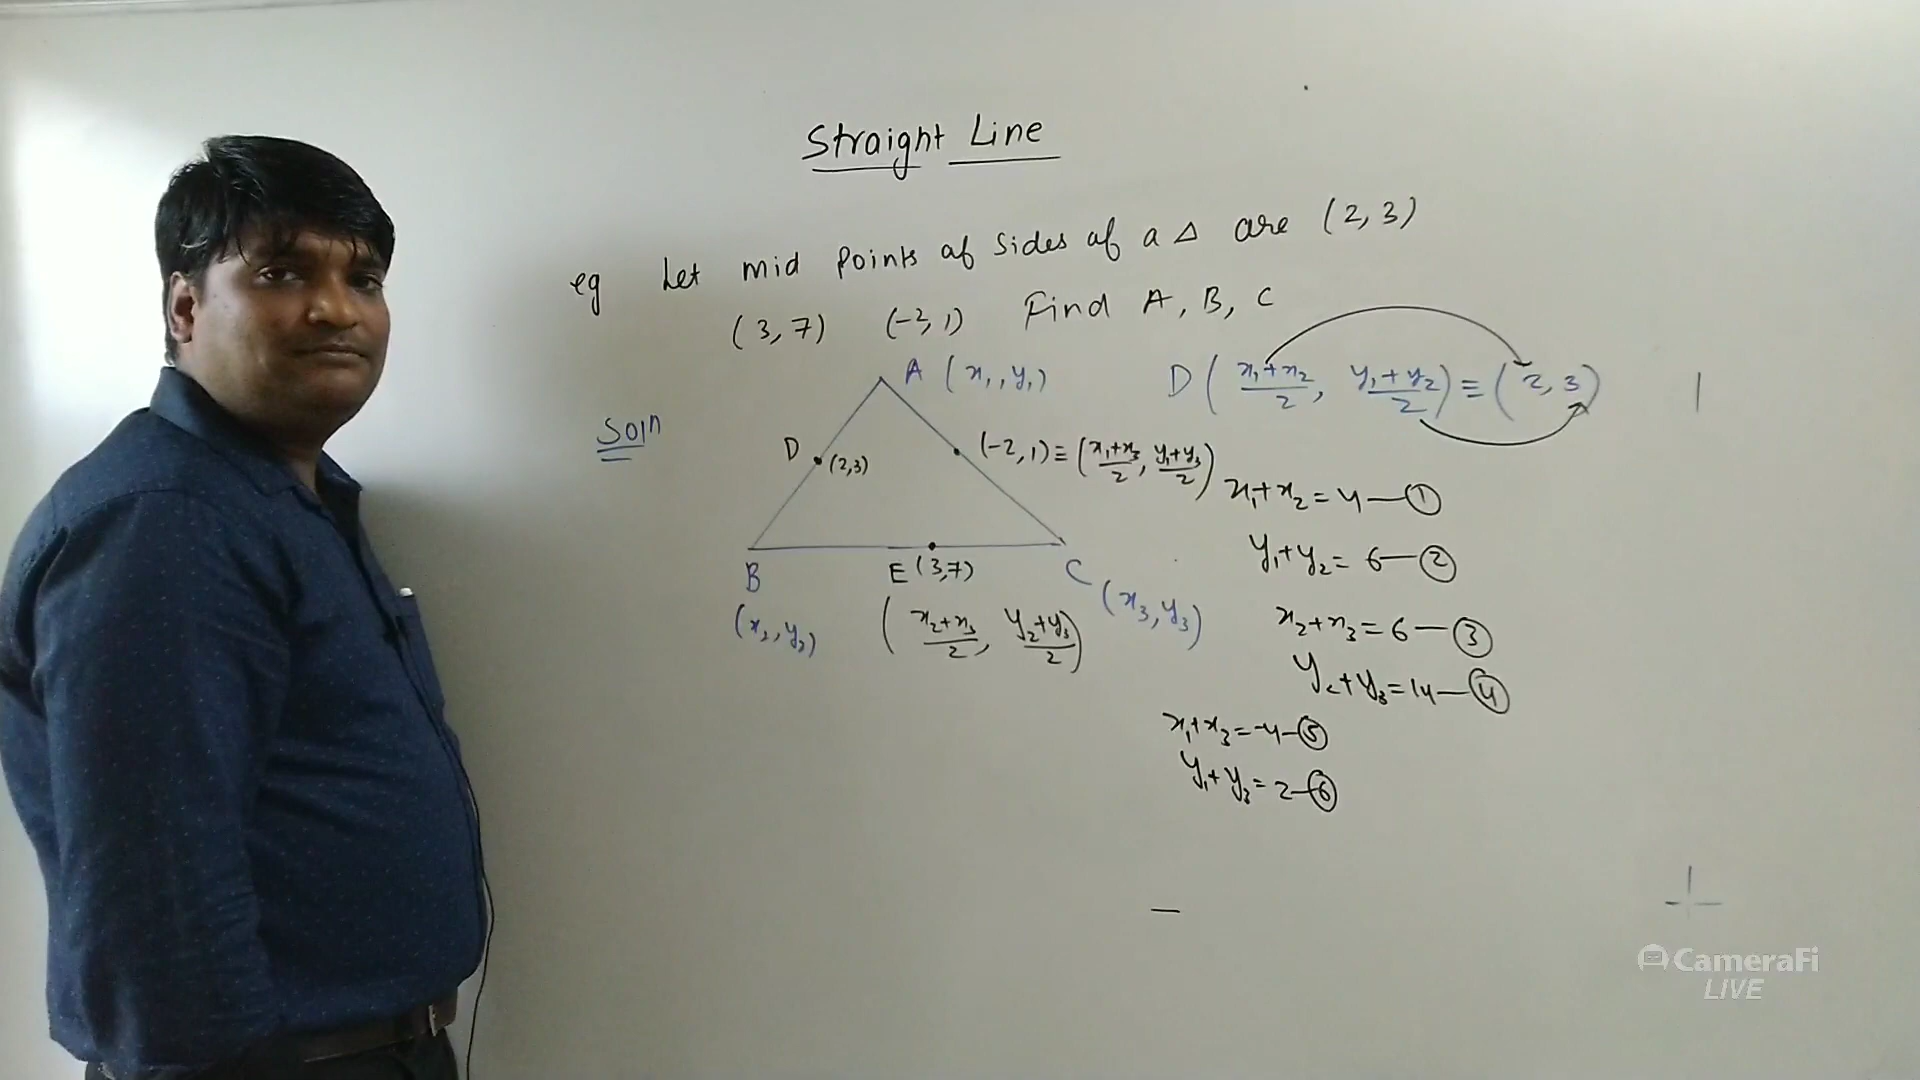 Straight Line
eg Let mid points of sides of a △ are (2, 3)
(3, 7) (-2, 1) Find A, B, C
Solⁿ
A (x₁, y₁)
D (x₁+x₂/2, y₁+y₂/2) ≡ (2, 3)
D (2,3)
(-2, 1) ≡ (x₁+x₃/2, y₁+y₃/2)
x₁+x₂ = 4 — ①
y₁+y₂ = 6 — ②
B
E (3,7)
C
(x₂, y₂)
(x₂+x₃/2, y₂+y₃/2)
(x₃, y₃)
x₂+x₃ = 6 — ③
y₂+y₃ = 14 — ④
x₁+x₃ = -4 — ⑤
y₁+y₃ = 2 — ⑥
CameraFi
LIVE